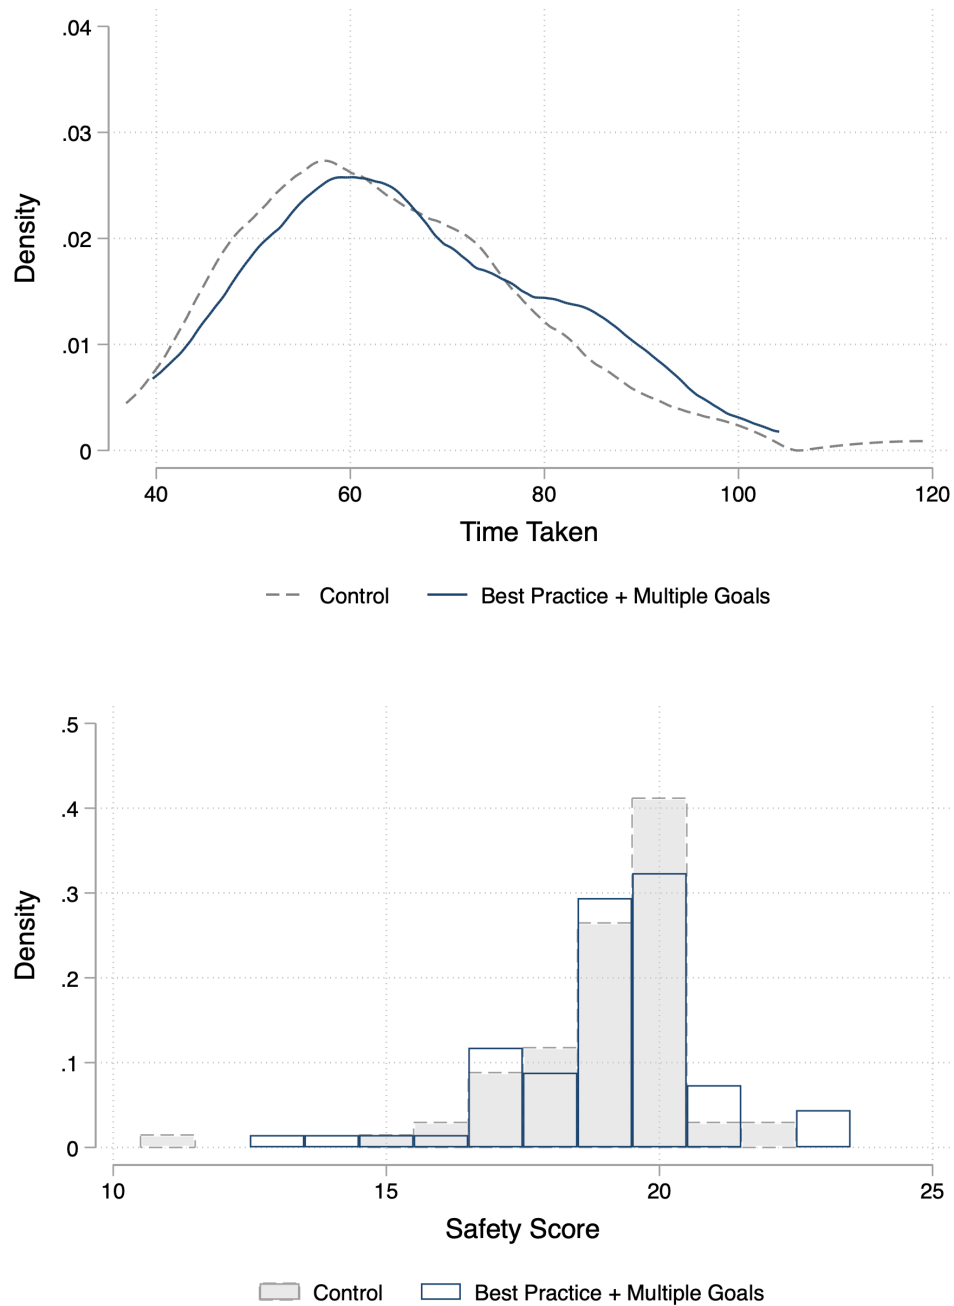 .04
.03
.02
.01
0
Density
40 60 80 100 120
Time Taken
Control Best Practice + Multiple Goals
.5
.4
.3
.2
.1
0
Density
10 15 20 25
Safety Score
Control Best Practice + Multiple Goals